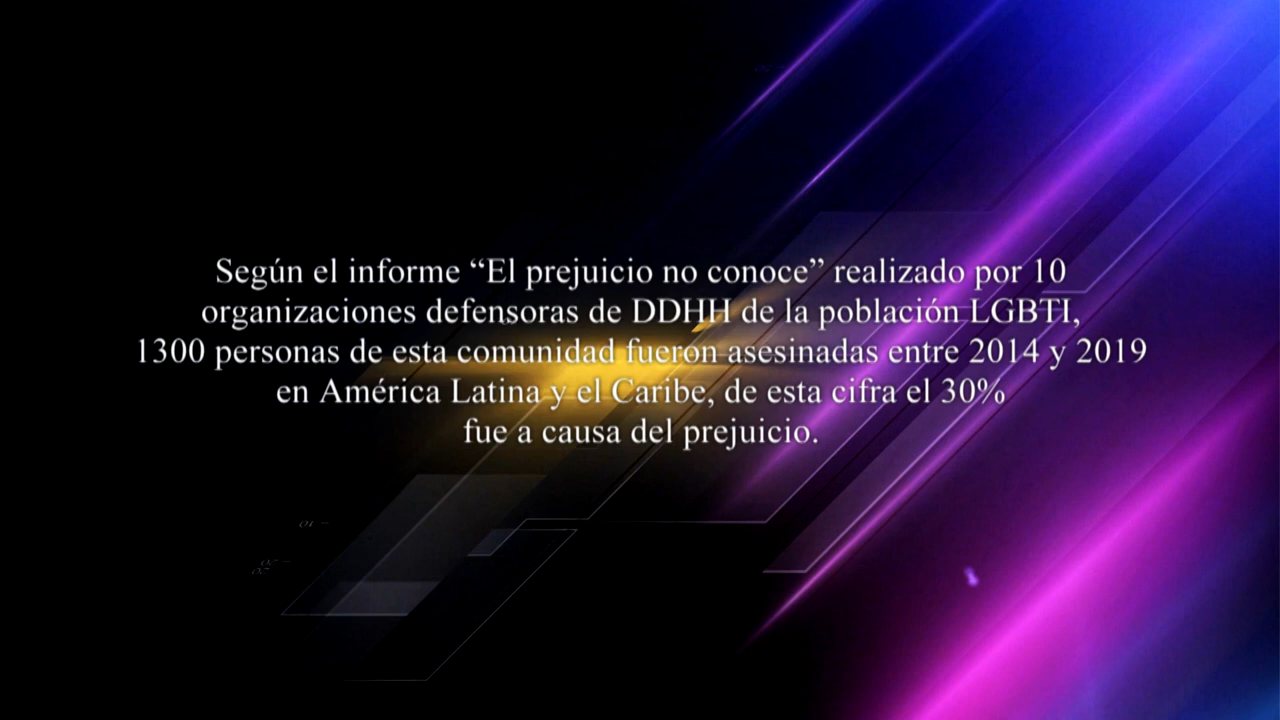 Según el informe “El prejuicio no conoce” realizado por 10
organizaciones defensoras de DDHH de la población LGBTI,
1300 personas de esta comunidad fueron asesinadas entre 2014 y 2019
en América Latina y el Caribe, de esta cifra el 30%
fue a causa del prejuicio.